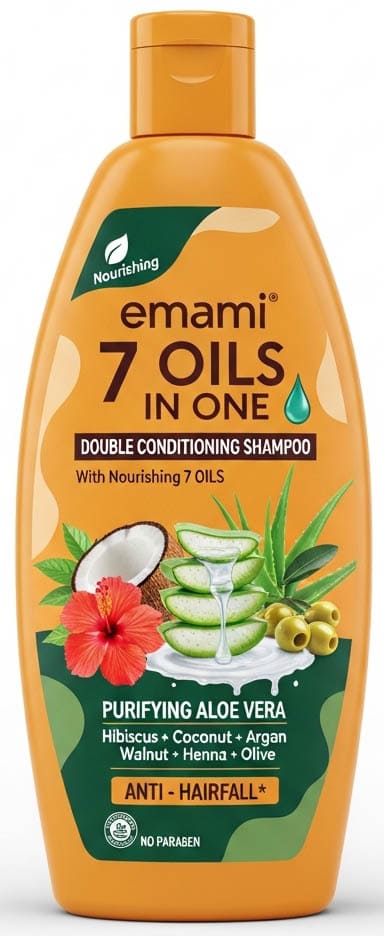 Nourishing
emami®
7 OILS
IN ONE
DOUBLE CONDITIONING SHAMPOO
With Nourishing 7 OILS
PURIFYING ALOE VERA
Hibiscus + Coconut + Argan
Walnut + Henna + Olive
ANTI - HAIRFALL*
NO PARABEN